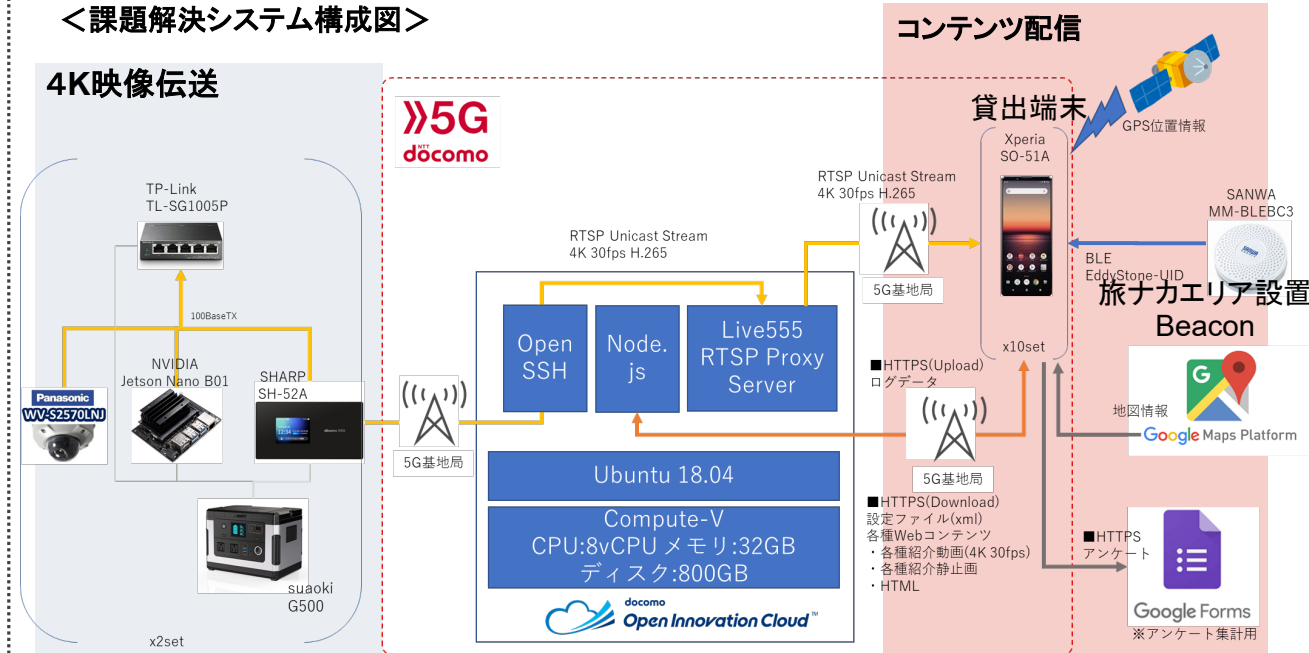 ＜課題解決システム構成図＞
コンテンツ配信
4K映像伝送
5G
NTT
döcomo
貸出端末
GPS位置情報
Xperia
SO-51A
TP-Link
TL-SG1005P
RTSP Unicast Stream
4K 30fps H.265
SANWA
MM-BLEBC3
RTSP Unicast Stream
4K 30fps H.265
BLE
EddyStone-UID
5G基地局
旅ナカエリア設置
Beacon
100BaseTX
Open
SSH
Node.
js
Live555
RTSP Proxy
Server
x10set
NVIDIA
Jetson Nano B01
SHARP
SH-52A
■HTTPS(Upload)
ログデータ
Panasonic
WV-S2570LNJ
地図情報
Google Maps Platform
5G基地局
Ubuntu 18.04
5G基地局
■HTTPS(Download)
設定ファイル(xml)
各種Webコンテンツ
・各種紹介動画(4K 30fps)
・各種紹介静止画
・HTML
Compute-V
CPU:8vCPU メモリ:32GB
ディスク:800GB
■HTTPS
アンケート
suaoki
G500
docomo
Open Innovation Cloud™
Google Forms
※アンケート集計用
x2set